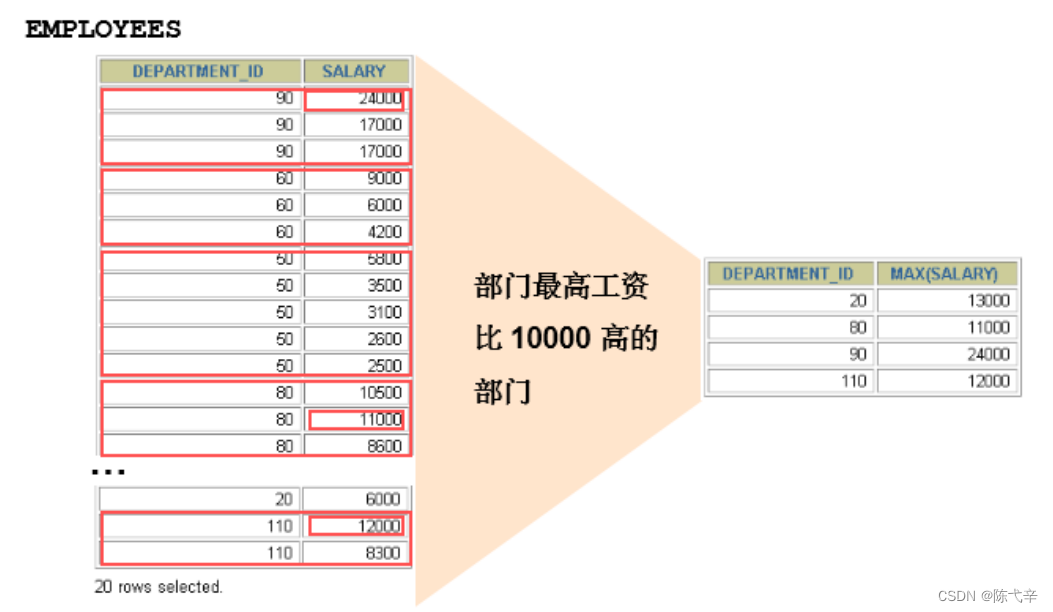 EMPLOYEES
DEPARTMENT_ID SALARY
90 24000
90 17000
90 17000
60 9000
60 6000
60 4200
50 5800
50 3500
50 3100
50 2600
50 2500
80 10500
80 11000
80 8600
...
20 6000
110 12000
110 8300
20 rows selected.
部门最高工资
比 10000 高的
部门
DEPARTMENT_ID MAX(SALARY)
20 13000
80 11000
90 24000
110 12000
CSDN @陈弋辛